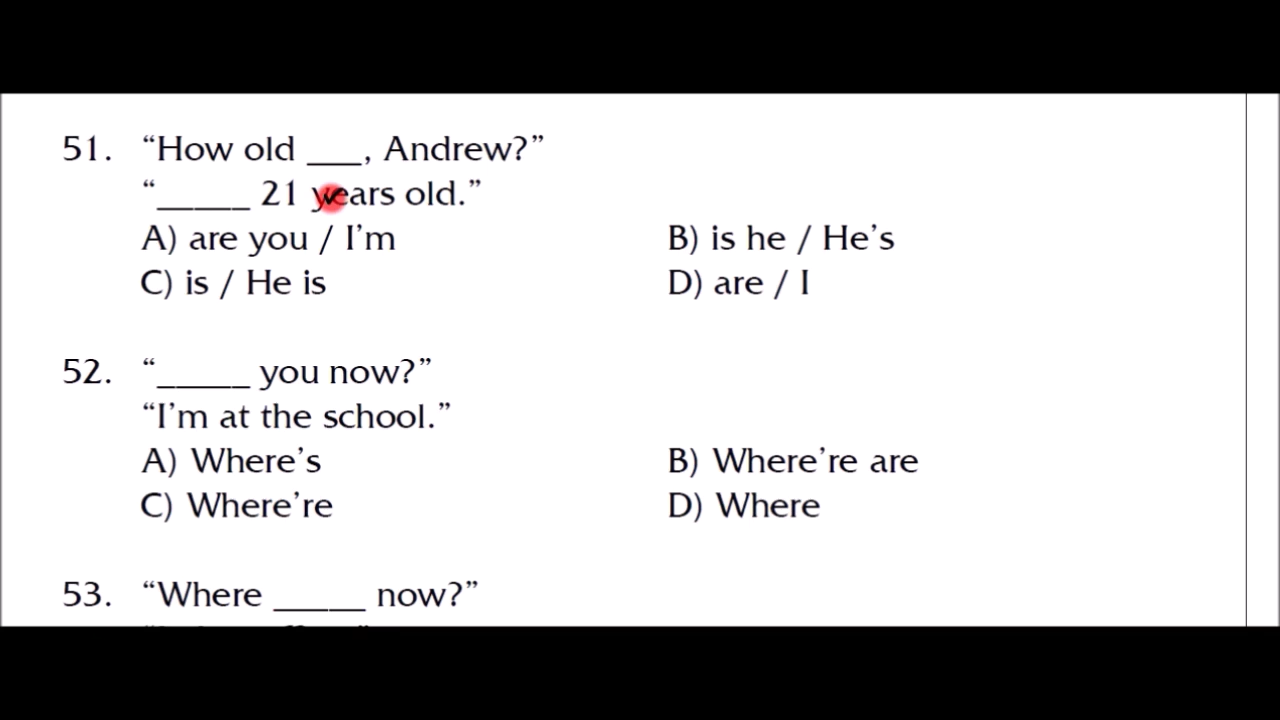 51. “How old ___, Andrew?”
“_____ 21 years old.”
A) are you / I’m B) is he / He’s
C) is / He is D) are / I
52. “_____ you now?”
“I’m at the school.”
A) Where’s B) Where’re are
C) Where’re D) Where
53. “Where _____ now?”